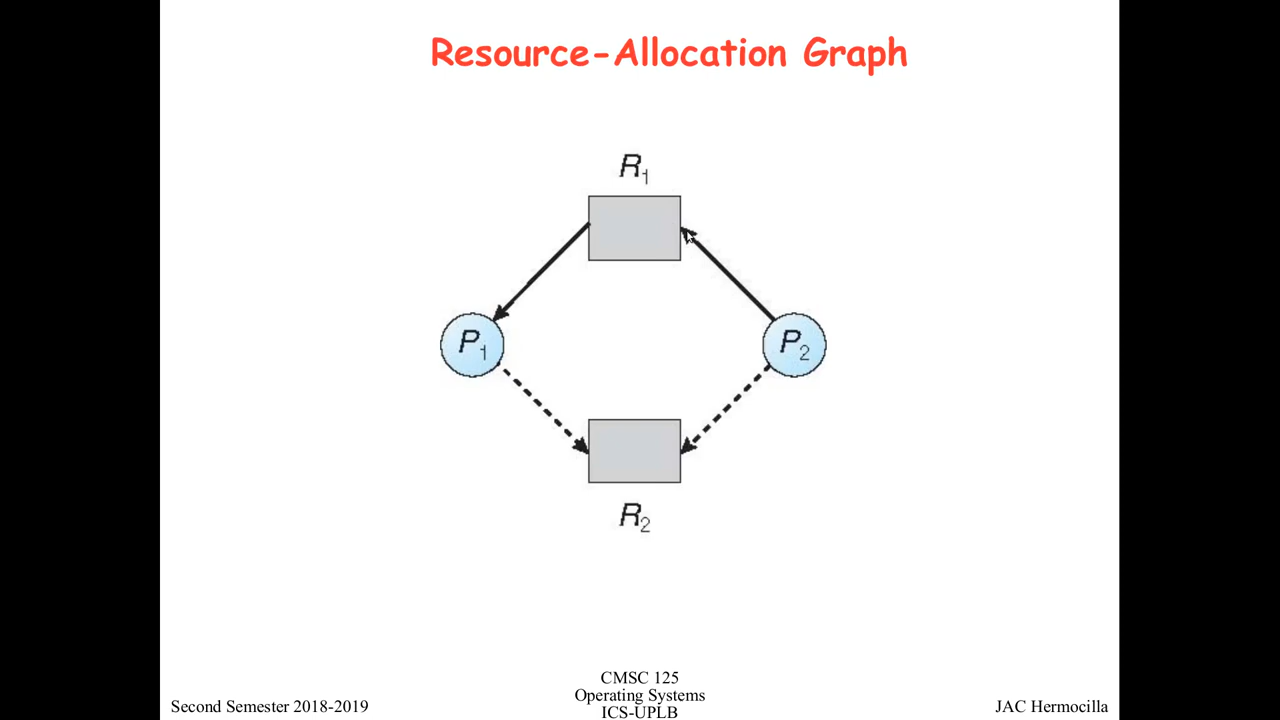 Resource-Allocation Graph
R1
P1
P2
R2
CMSC 125
Operating Systems
ICS-UPLB
Second Semester 2018-2019
JAC Hermocilla